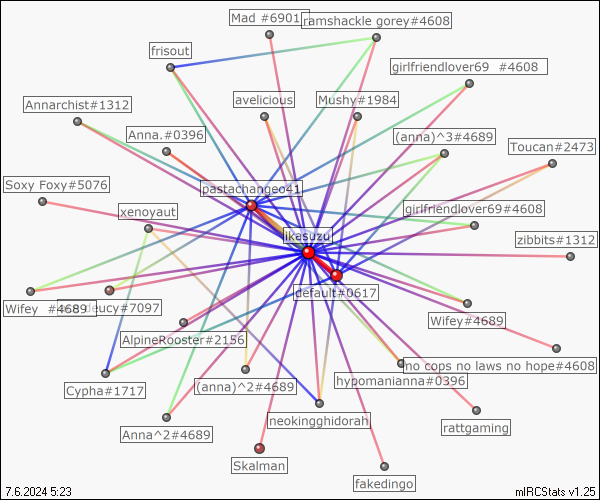 Mad #6901
ramshackle gorey#4608
frisout
girlfriendlover69 #4608
Annarchist#1312
avelicious
Mushy#1984
Anna.#0396
(anna)^3#4689
Toucan#2473
Soxy Foxy#5076
pastachangeo41
xenoyaut
girlfriendlover69#4608
likasuzu
zibbits#1312
default#0617
Wifey #4689
deucy#7097
Wifey#4689
AlpineRooster#2156
no cops no laws no hope#4608
Cypha#1717
(anna)^2#4689
hypomanianna#0396
neokingghidorah
rattgaming
Anna^2#4689
Skalman
fakedingo
7.6.2024 5:23
mIRCStats v1.25